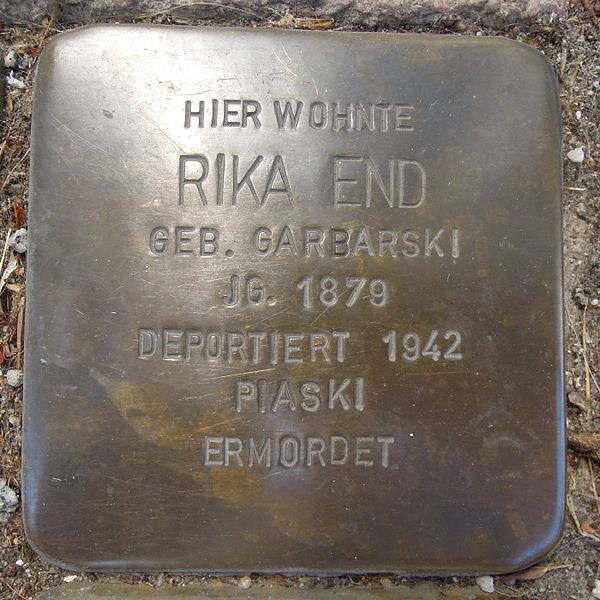 HIER WOHNTE
RIKA END
GEB. GARBARSKI
JG. 1879
DEPORTIERT 1942
PIASKI
ERMORDET